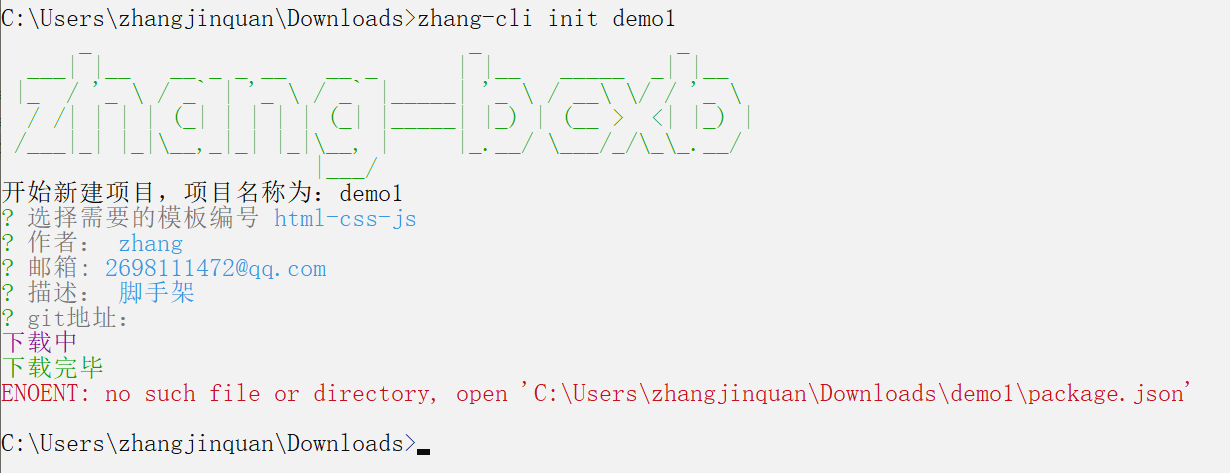 C:\Users\zhangjinquan\Downloads>zhang-cli init demo1
zhang-bcxb
开始新建项目，项目名称为：demo1
? 选择需要的模板编号 html-css-js
? 作者： zhang
? 邮箱: 2698111472@qq.com
? 描述： 脚手架
? git地址：
下载中
下载完毕
ENOENT: no such file or directory, open 'C:\Users\zhangjinquan\Downloads\demo1\package.json'
C:\Users\zhangjinquan\Downloads>